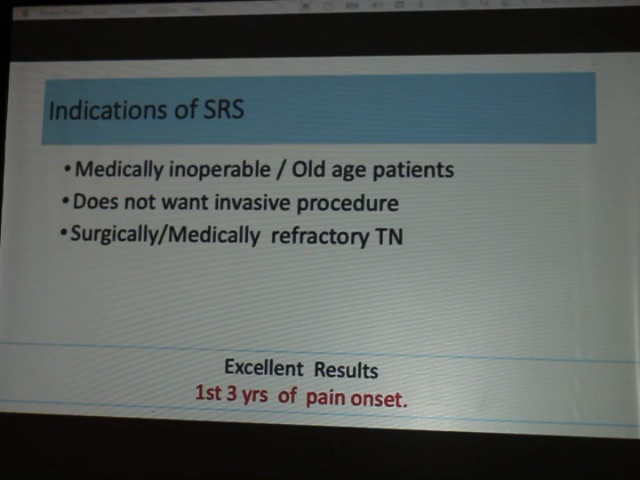 Indications of SRS
• Medically inoperable / Old age patients
• Does not want invasive procedure
• Surgically/Medically refractory TN
Excellent Results
1st 3 yrs of pain onset.